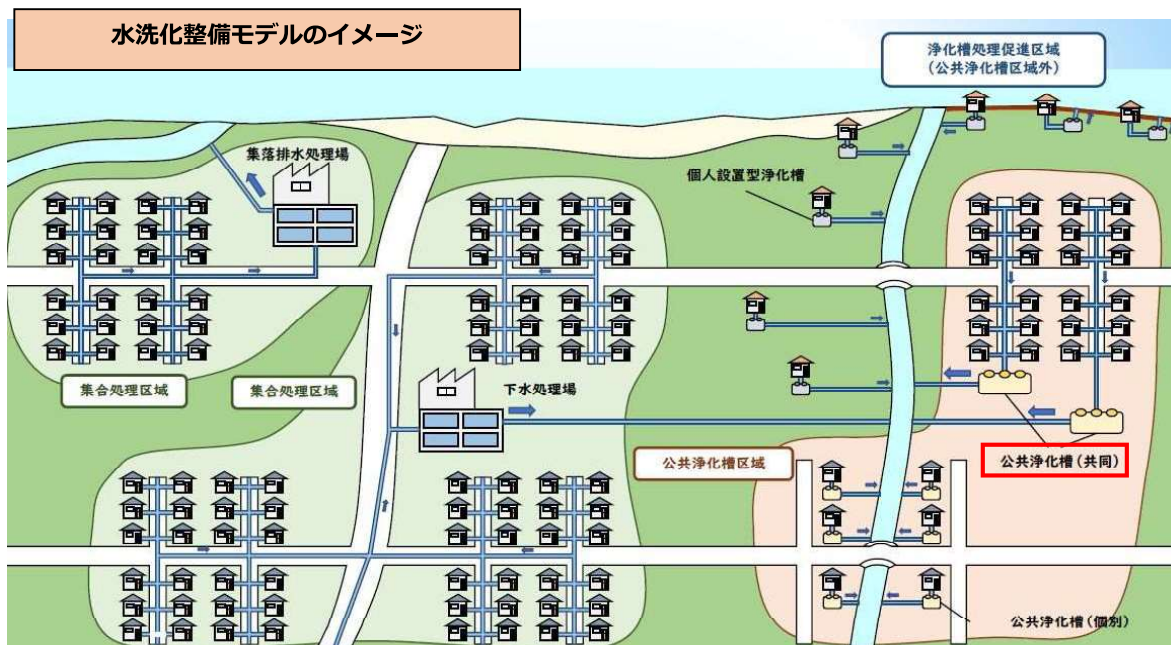 水洗化整備モデルのイメージ
浄化槽処理促進区域
(公共浄化槽区域外)
集落排水処理場
個人設置型浄化槽
集合処理区域
集合処理区域
下水処理場
公共浄化槽区域
公共浄化槽(共同)
公共浄化槽(個別)